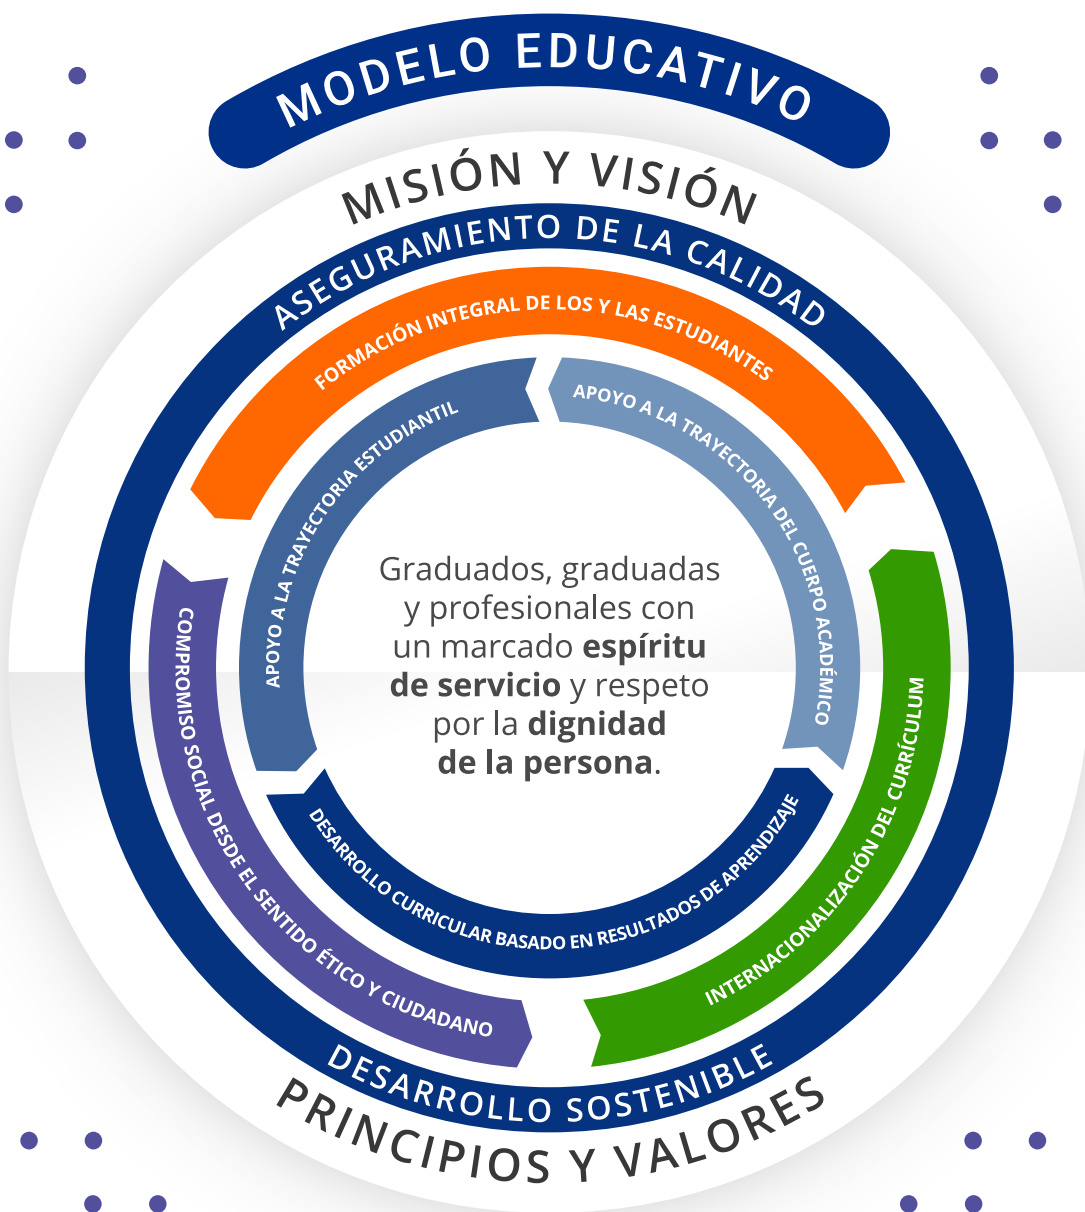 MODELO EDUCATIVO
MISIÓN Y VISIÓN
ASEGURAMIENTO DE LA CALIDAD
FORMACIÓN INTEGRAL DE LOS Y LAS ESTUDIANTES
APOYO A LA TRAYECTORIA ESTUDIANTIL
APOYO A LA TRAYECTORIA DEL CUERPO ACADÉMICO
Graduados, graduadas
y profesionales con
un marcado espíritu
de servicio y respeto
por la dignidad
de la persona.
COMPROMISO SOCIAL DESDE EL SENTIDO ÉTICO Y CIUDADANO
INTERNACIONALIZACIÓN DEL CURRÍCULUM
DESARROLLO CURRICULAR BASADO EN RESULTADOS DE APRENDIZAJE
DESARROLLO SOSTENIBLE
PRINCIPIOS Y VALORES